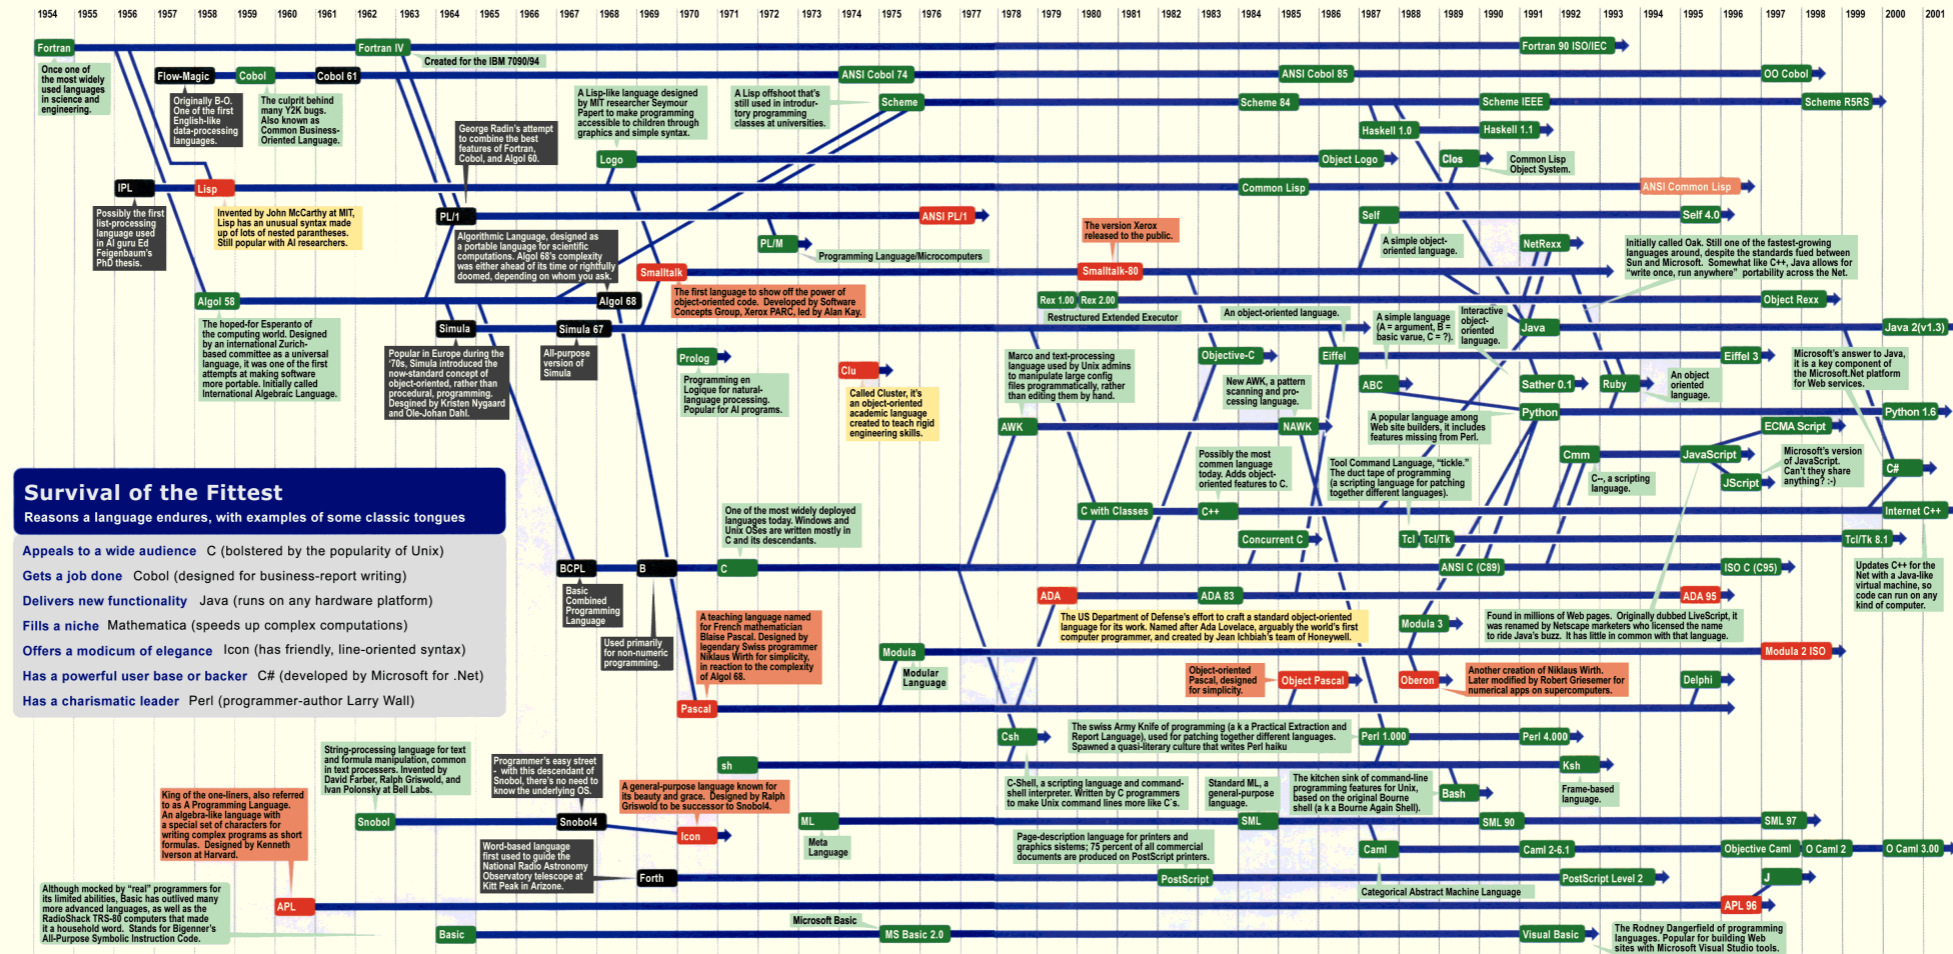 1954 1955 1956 1957 1958 1959 1960 1961 1962 1963 1964 1965 1966 1967 1968 1969 1970 1971 1972 1973 1974 1975 1976 1977 1978 1979 1980 1981 1982 1983 1984 1985 1986 1987 1988 1989 1990 1991 1992 1993 1994 1995 1996 1997 1998 1999 2000 2001
Fortran
Fortran IV
Fortran 90 ISO/IEC
Once one of
the most widely
used languages
in science and
engineering.
Created for the IBM 7090/94
Flow-Magic
Cobol
Cobol 61
ANSI Cobol 74
ANSI Cobol 85
OO Cobol
Originally B-O.
One of the first
English-like
data-processing
languages.
The culprit behind
many Y2K bugs.
Also known as
Common Business-
Oriented Language.
A Lisp-like language designed
by MIT researcher Seymour
Papert to make programming
accessible to children through
graphics and simple syntax.
A Lisp offshoot that's
still used in introdur-
tory programming
classes at universities.
Scheme
Scheme 84
Scheme IEEE
Scheme R5RS
George Radin's attempt
to combine the best
features of Fortran,
Cobol, and Algol 60.
Haskell 1.0
Haskell 1.1
Logo
Object Logo
Clos
Common Lisp
Object System.
IPL
Lisp
Common Lisp
ANSI Common Lisp
Possibly the first
list-processing
language used
in AI guru Ed
Feigenbaum's
PhD thesis.
Invented by John McCarthy at MIT,
Lisp has an unusual syntax made
up of lots of nested parantheses.
Still popular with AI researchers.
PL/1
ANSI PL/1
Self
Self 4.0
The version Xerox
released to the public.
Algorithmic Language, designed as
a portable language for scientific
computations. Algol 68's complexity
was either ahead of its time or rightfully
doomed, depending on whom you ask.
PL/M
Programming Language/Microcomputers
A simple object-
oriented language.
NetRexx
Initially called Oak. Still one of the fastest-growing
languages around, despite the standards fued between
Sun and Microsoft. Somewhat like C++, Java allows for
"write once, run anywhere" portability across the Net.
Smalltalk
Smalltalk-80
The first language to show off the power of
object-oriented code. Developed by Software
Concepts Group, Xerox PARC, led by Alan Kay.
Algol 58
Algol 68
Rex 1.00
Rex 2.00
Object Rexx
Restructured Extended Executor
An object-oriented language.
A simple language
(A = argument, B =
basic varue, C = ?).
Interactive
object-
oriented
language.
The hoped-for Esperanto of
the computing world. Designed
by an international Zurich-
based committee as a universal
language, it was one of the first
attempts at making software
more portable. Initially called
International Algebraic Language.
Simula
Simula 67
Java
Java 2(v1.3)
Popular in Europe during the
'70s, Simula introduced the
now-standard concept of
object-oriented, rather than
procedural, programming.
Desgined by Kristen Nygaard
and Ole-Johan Dahl.
All-purpose
version of
Simula
Prolog
Programming en
Logique for natural-
language processing.
Popular for AI programs.
Clu
Called Cluster, it's
an object-oriented
academic language
created to teach rigid
engineering skills.
Marco and text-processing
language used by Unix admins
to manipulate large config
files programmatically, rather
than editing them by hand.
Objective-C
Eiffel
Eiffel 3
Microsoft's answer to Java,
it is a key component of
the Microsoft.Net platform
for Web services.
New AWK, a pattern
scanning and pro-
cessing language.
ABC
Sather 0.1
Ruby
An object
oriented
language.
A popular language among
Web site builders, it includes
features missing from Perl.
Python
Python 1.6
AWK
NAWK
ECMA Script
Possibly the most
commen language
today. Adds object-
oriented features to C.
Tool Command Language, "tickle."
The duct tape of programming
(a scripting language for patching
together different languages).
Cmm
C--, a scripting
language.
JavaScript
JScript
Microsoft's version
of JavaScript.
Can't they share
anything? :-)
C#
Survival of the Fittest
Reasons a language endures, with examples of some classic tongues
Appeals to a wide audience C (bolstered by the popularity of Unix)
Gets a job done Cobol (designed for business-report writing)
Delivers new functionality Java (runs on any hardware platform)
Fills a niche Mathematica (speeds up complex computations)
Offers a modicum of elegance Icon (has friendly, line-oriented syntax)
Has a powerful user base or backer C# (developed by Microsoft for .Net)
Has a charismatic leader Perl (programmer-author Larry Wall)
One of the most widely deployed
languages today. Windows and
Unix OSes are written mostly in
C and its descendants.
C with Classes
C++
Internet C++
Concurrent C
Tcl
Tcl/Tk
Tcl/Tk 8.1
BCPL
B
C
ANSI C (C89)
ISO C (C95)
Basic
Combined
Programming
Language
Updates C++ for the
Net with a Java-like
virtual machine, so
code can run on any
kind of computer.
Used primarily
for non-numeric
programming.
A teaching language named
for French mathematician
Blaise Pascal. Designed by
legendary Swiss programmer
Niklaus Wirth for simplicity,
in reaction to the complexity
of Algol 68.
ADA
ADA 83
ADA 95
The US Department of Defense's effort to craft a standard object-oriented
language for its work. Named after Ada Lovelace, arguably the world's first
computer programmer, and created by Jean Ichbiah's team of Honeywell.
Modula 3
Found in millions of Web pages. Originally dubbed LiveScript, it
was renamed by Netscape marketers who licensed the name
to ride Java's buzz. It has little in common with that language.
Modula
Modular
Language
Modula 2 ISO
Object-oriented
Pascal, designed
for simplicity.
Object Pascal
Oberon
Another creation of Niklaus Wirth.
Later modified by Robert Griesemer for
numerical apps on supercomputers.
Delphi
Pascal
Csh
The swiss Army Knife of programming (a k a Practical Extraction and
Report Language), used for patching together different languages.
Spawned a quasi-literary culture that writes Perl haiku
Perl 1.000
Perl 4.000
String-processing language for text
and formula manipulation, common
in text processers. Invented by
David Farber, Ralph Griswold, and
Ivan Polonsky at Bell Labs.
Programmer's easy street
- with this descendant of
Snobol, there's no need to
know the underlying OS.
sh
Ksh
Frame-based
language.
King of the one-liners, also referred
to as A Programming Language.
An algebra-like language with
a special set of characters for
writing complex programs as short
formulas. Designed by Kenneth
Iverson at Harvard.
A general-purpose language known for
its beauty and grace. Designed by Ralph
Griswold to be successor to Snobol4.
C-Shell, a scripting language and command-
shell interpreter. Written by C programmers
to make Unix command lines more like C`s.
Standard ML, a
general-purpose
language.
The kitchen sink of command-line
programming features for Unix,
based on the original Bourne
shell (a k a Bourne Again Shell).
Bash
Snobol
Snobol4
Icon
ML
Meta
Language
SML
SML 90
SML 97
Word-based language
first used to guide the
National Radio Astronomy
Observatory telescope at
Kitt Peak in Arizone.
Page-description language for printers and
graphics sistems; 75 percent of all commercial
documents are produced on PostScript printers.
Caml
Caml 2-6.1
Objective Caml
O Caml 2
O Caml 3.00
Forth
PostScript
PostScript Level 2
J
Categorical Abstract Machine Language
Although mocked by "real" programmers for
its limited abilities, Basic has outlived many
more advanced languages, as well as the
RadioShack TRS-80 computers that made
it a household word. Stands for Bigenner's
All-Purpose Symbolic Instruction Code.
APL
APL 96
Microsoft Basic
Basic
MS Basic 2.0
Visual Basic
The Rodney Dangerfield of programming
languages. Popular for building Web
sites with Microsoft Visual Studio tools.